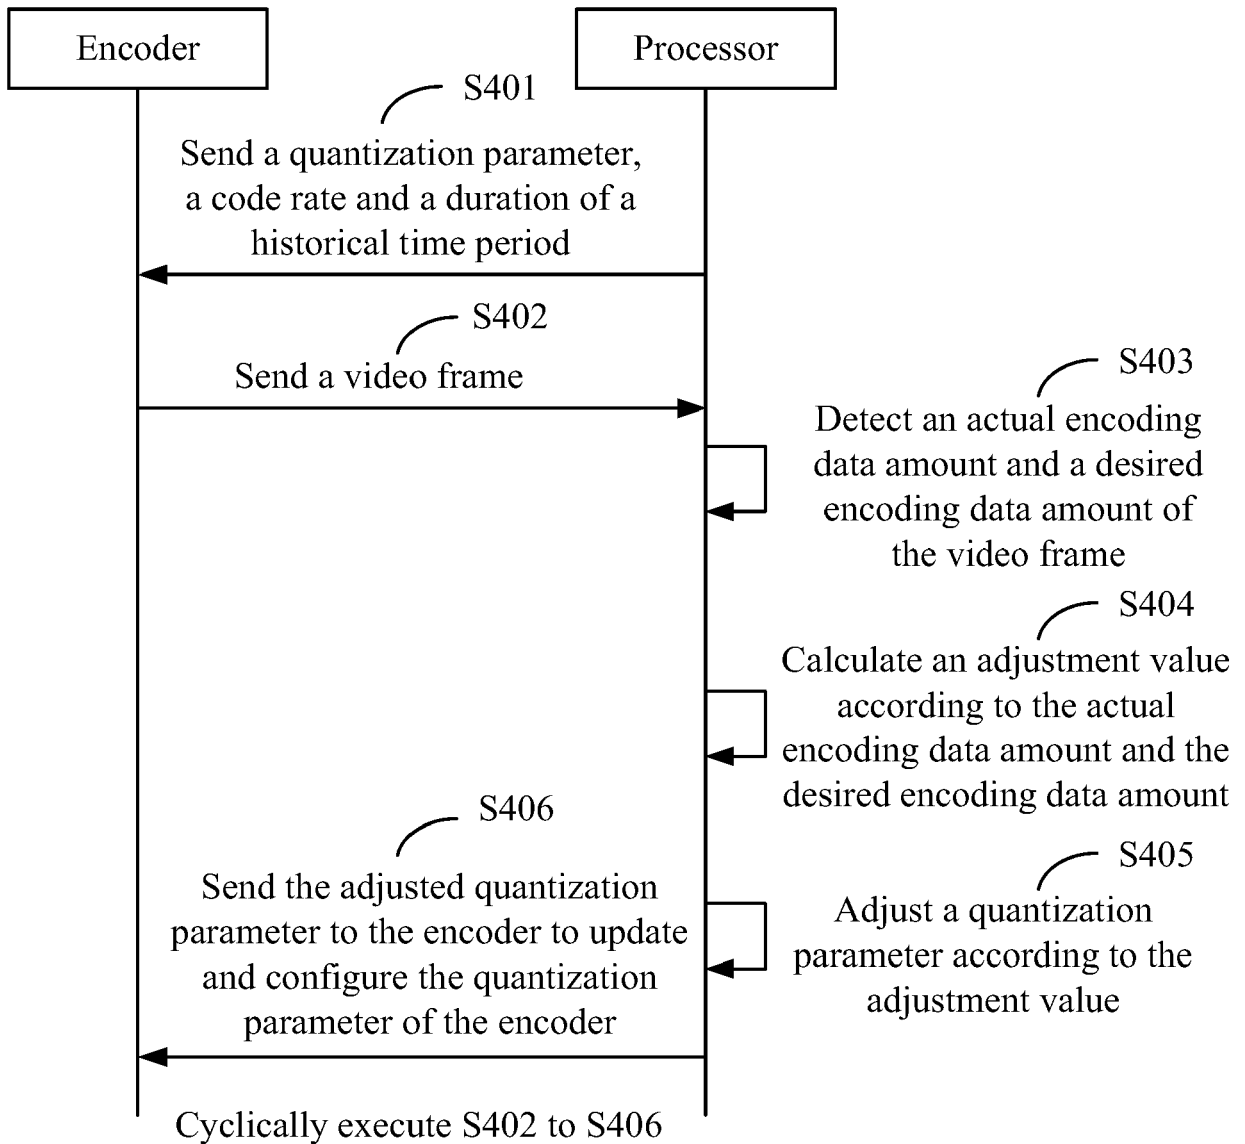 Encoder
Processor
S401
Send a quantization parameter,
a code rate and a duration of a
historical time period
S402
Send a video frame
S403
Detect an actual encoding
data amount and a desired
encoding data amount of
the video frame
S404
Calculate an adjustment value
according to the actual
encoding data amount and the
desired encoding data amount
S405
Adjust a quantization
parameter according to the
adjustment value
S406
Send the adjusted quantization
parameter to the encoder to update
and configure the quantization
parameter of the encoder
Cyclically execute S402 to S406